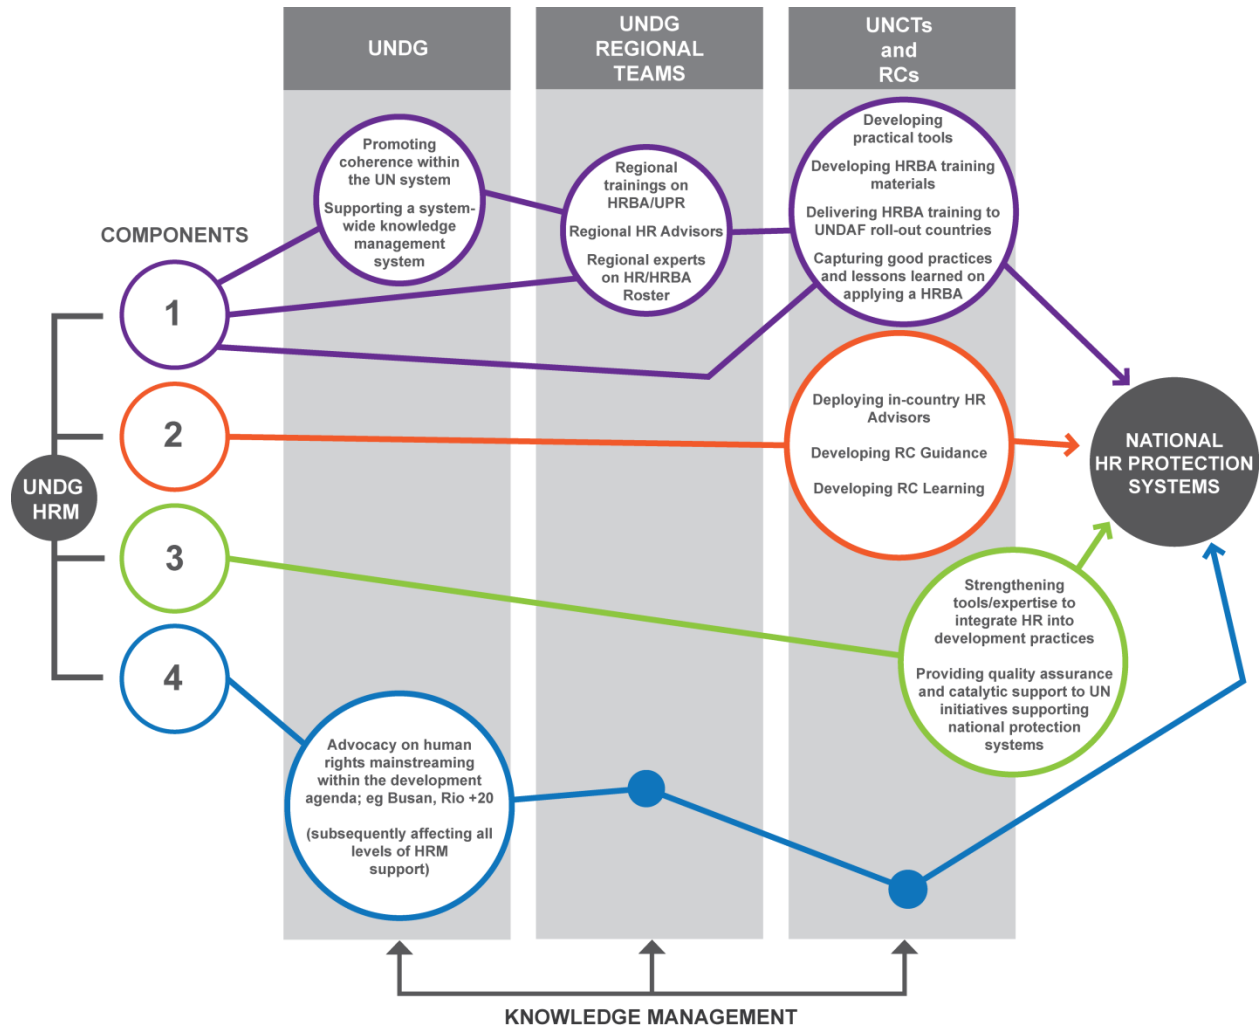 UNDG
UNDG
REGIONAL
TEAMS
UNCTs
and
RCs
COMPONENTS
UNDG
HRM
1
2
3
4
Promoting
coherence within
the UN system
Supporting a system-
wide knowledge
management
system
Regional
trainings on
HRBA/UPR
Regional HR Advisors
Regional experts
on HR/HRBA
Roster
Developing
practical tools
Developing HRBA training
materials
Delivering HRBA training to
UNDAF roll-out countries
Capturing good practices
and lessons learned on
applying a HRBA
Deploying in-country HR
Advisors
Developing RC Guidance
Developing RC Learning
Strengthening
tools/expertise to
integrate HR into
development practices
Providing quality assurance
and catalytic support to UN
initiatives supporting
national protection
systems
Advocacy on human
rights mainstreaming
within the development
agenda; eg Busan, Rio +20
(subsequently affecting all
levels of HRM
support)
NATIONAL
HR PROTECTION
SYSTEMS
KNOWLEDGE MANAGEMENT